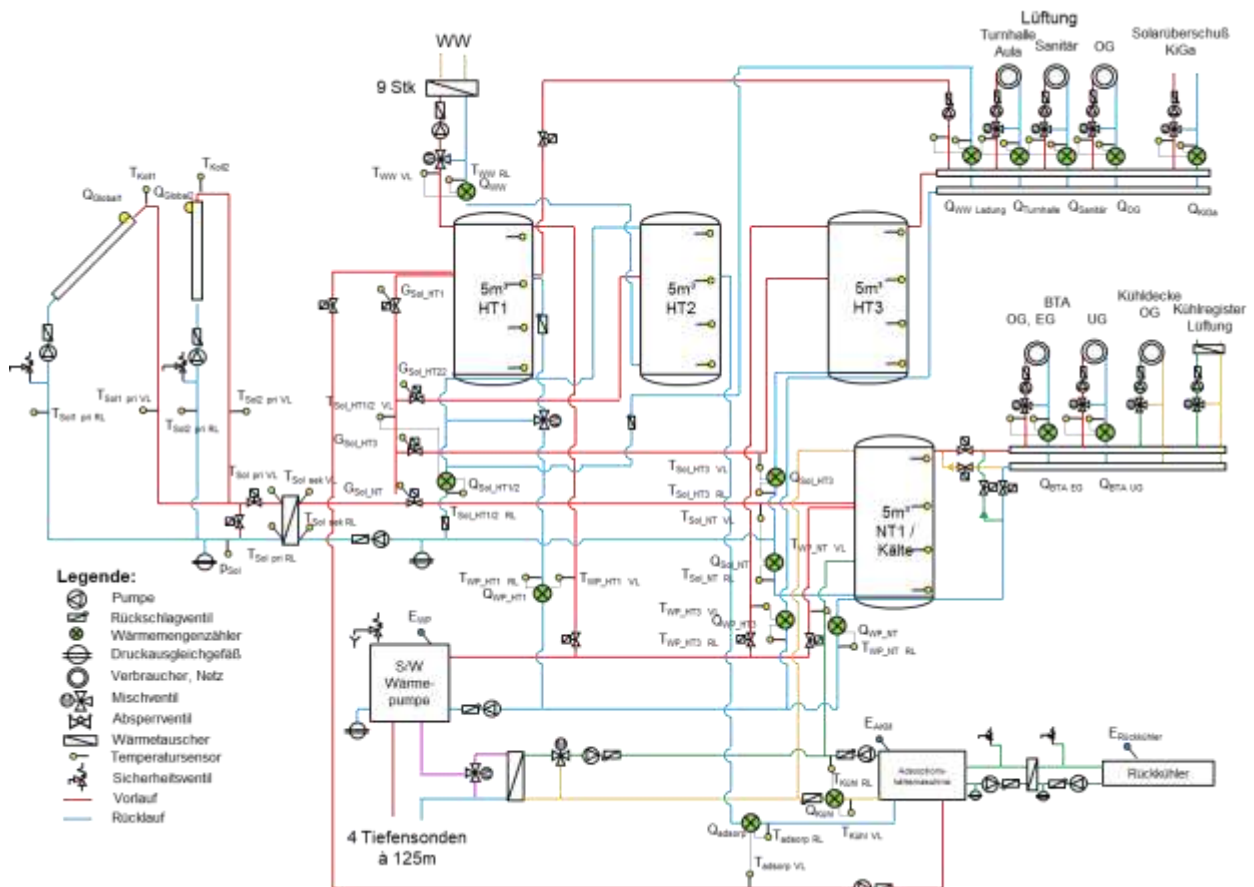 WW
9 Stk
T_WW VL
T_WW RL
Q_WW
Lüftung
Turnhalle
Aula
Sanitär
OG
Solarüberschuß
KiGa
Q_WW Ladung
Q_Turnhalle
Q_Sanitär
Q_OG
Q_KiGa
T_Koll1
T_Koll2
Q_Global1
Q_Global2
5m³
HT1
5m³
HT2
5m³
HT3
G_Sol_HT1
G_Sol_HT22
T_Sol_HT1/2 VL
G_Sol_HT3
G_Sol_NT
Q_Sol_HT1/2
T_Sol_HT1/2 RL
T_Sol1 pri RL
T_Sol1 pri VL
T_Sol2 pri RL
T_Sol2 pri VL
T_Sol pri VL
T_Sol sek VL
T_Sol sek RL
T_Sol pri RL
p_Sol
BTA
OG, EG
UG
Kühldecke
OG
Kühlregister
Lüftung
Q_BTA EG
Q_BTA UG
T_Sol_HT3 VL
Q_Sol_HT3
T_Sol_HT3 RL
T_Sol_NT VL
Q_Sol_NT
T_Sol_NT RL
5m³
NT1 /
Kälte
T_WP_NT VL
T_WP_HT1 RL
T_WP_HT1 VL
Q_WP_HT1
T_WP_HT3 VL
Q_WP_HT3
T_WP_HT3 RL
Q_WP_NT
T_WP_NT RL
Legende:
Pumpe
Rückschlagventil
Wärmemengenzähler
Druckausgleichgefäß
Verbraucher, Netz
Mischventil
Absperrventil
Wärmetauscher
Temperatursensor
Sicherheitsventil
Vorlauf
Rücklauf
E_WP
S/W
Wärme-
pumpe
4 Tiefensonden
à 125m
E_AKM
Adsorptions-
kältemaschine
E_Rückkühler
Rückkühler
T_Kühl RL
Q_Kühl
T_Kühl VL
Q_adsorp
T_adsorp RL
T_adsorp VL